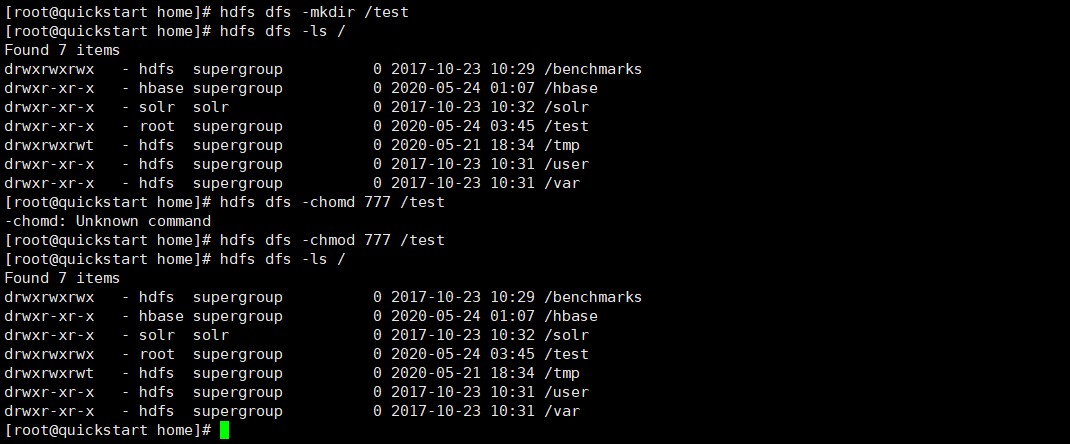 [root@quickstart home]# hdfs dfs -mkdir /test
[root@quickstart home]# hdfs dfs -ls /
Found 7 items
drwxrwxrwx   - hdfs  supergroup          0 2017-10-23 10:29 /benchmarks
drwxr-xr-x   - hbase supergroup          0 2020-05-24 01:07 /hbase
drwxr-xr-x   - solr  solr                0 2017-10-23 10:32 /solr
drwxr-xr-x   - root  supergroup          0 2020-05-24 03:45 /test
drwxrwxrwt   - hdfs  supergroup          0 2020-05-21 18:34 /tmp
drwxr-xr-x   - hdfs  supergroup          0 2017-10-23 10:31 /user
drwxr-xr-x   - hdfs  supergroup          0 2017-10-23 10:31 /var
[root@quickstart home]# hdfs dfs -chomd 777 /test
-chomd: Unknown command
[root@quickstart home]# hdfs dfs -chmod 777 /test
[root@quickstart home]# hdfs dfs -ls /
Found 7 items
drwxrwxrwx   - hdfs  supergroup          0 2017-10-23 10:29 /benchmarks
drwxr-xr-x   - hbase supergroup          0 2020-05-24 01:07 /hbase
drwxr-xr-x   - solr  solr                0 2017-10-23 10:32 /solr
drwxrwxrwx   - root  supergroup          0 2020-05-24 03:45 /test
drwxrwxrwt   - hdfs  supergroup          0 2020-05-21 18:34 /tmp
drwxr-xr-x   - hdfs  supergroup          0 2017-10-23 10:31 /user
drwxr-xr-x   - hdfs  supergroup          0 2017-10-23 10:31 /var
[root@quickstart home]#